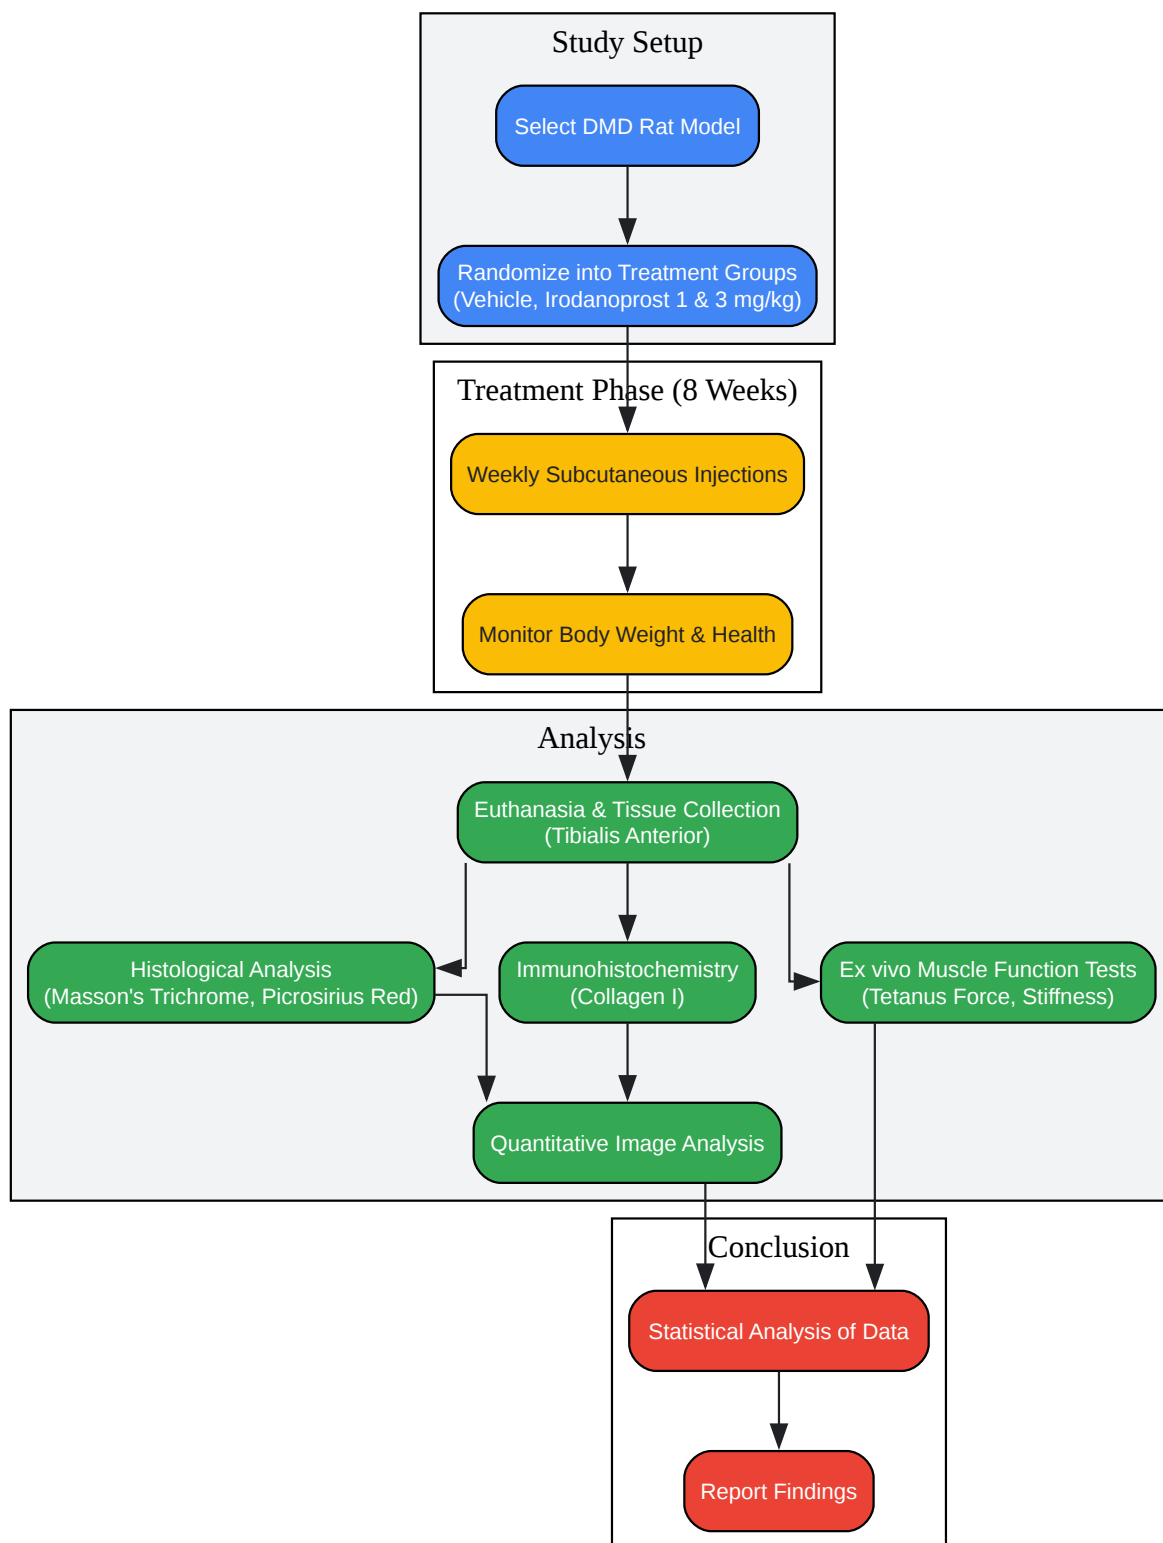 Study Setup
Select DMD Rat Model
Randomize into Treatment Groups
(Vehicle, Irodanoprost 1 & 3 mg/kg)
Treatment Phase (8 Weeks)
Weekly Subcutaneous Injections
Monitor Body Weight & Health
Analysis
Euthanasia & Tissue Collection
(Tibialis Anterior)
Histological Analysis
(Masson's Trichrome, Picrosirius Red)
Immunohistochemistry
(Collagen I)
Ex vivo Muscle Function Tests
(Tetanus Force, Stiffness)
Quantitative Image Analysis
Conclusion
Statistical Analysis of Data
Report Findings